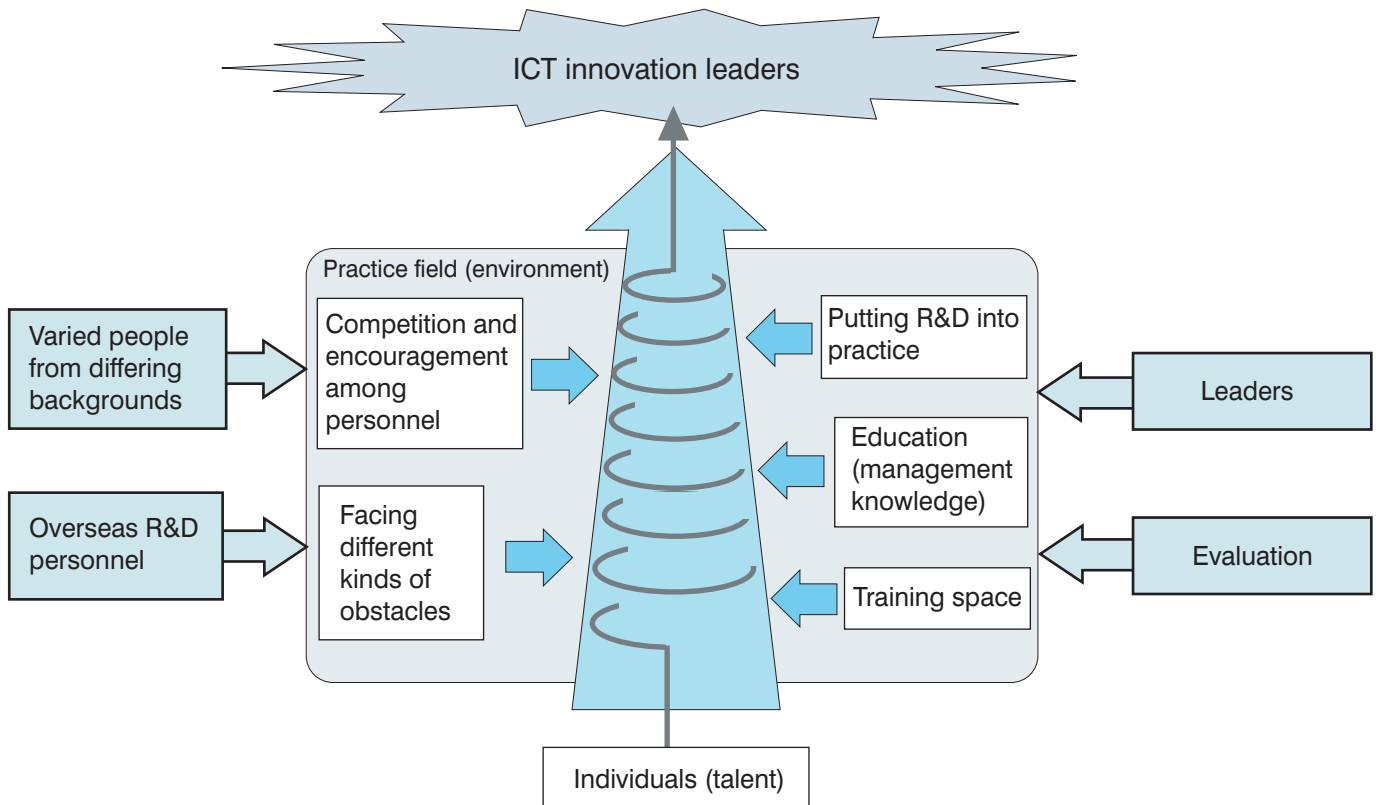 ICT innovation leaders
Practice field (environment)
Varied people
from differing
backgrounds
Competition and
encouragement
among
personnel
Putting R&D into
practice
Leaders
Education
(management
knowledge)
Overseas R&D
personnel
Facing
different
kinds of
obstacles
Evaluation
Training space
Individuals (talent)